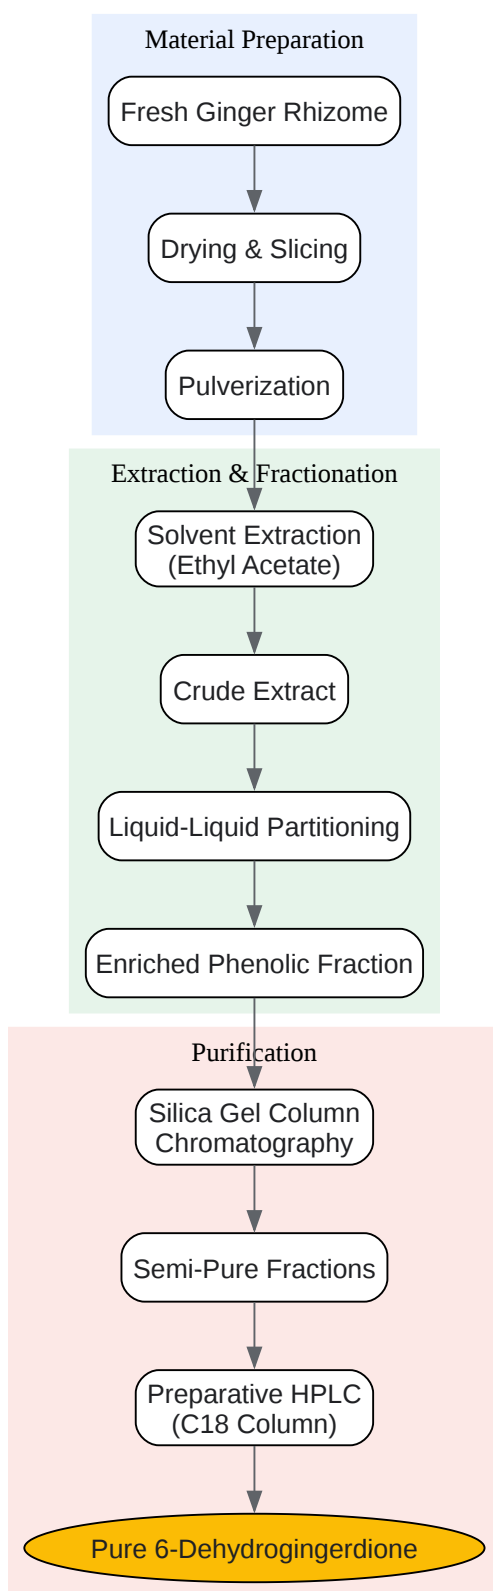 Material Preparation
Fresh Ginger Rhizome
Drying & Slicing
Pulverization
Extraction & Fractionation
Solvent Extraction
(Ethyl Acetate)
Crude Extract
Liquid-Liquid Partitioning
Enriched Phenolic Fraction
Purification
Silica Gel Column
Chromatography
Semi-Pure Fractions
Preparative HPLC
(C18 Column)
Pure 6-Dehydrogingerdione